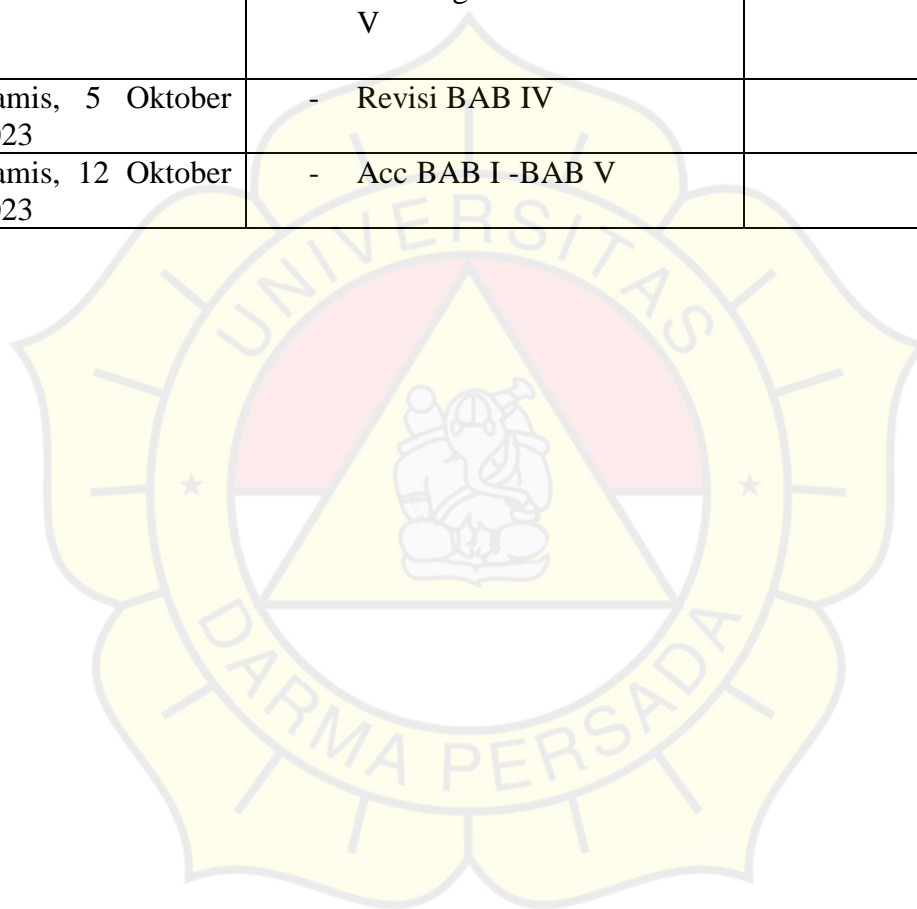 V
amis, 5 Oktober - Revisi BAB IV
023
amis, 12 Oktober - Acc BAB I -BAB V
023
UNIVERSITAS
DARMA PERSADA